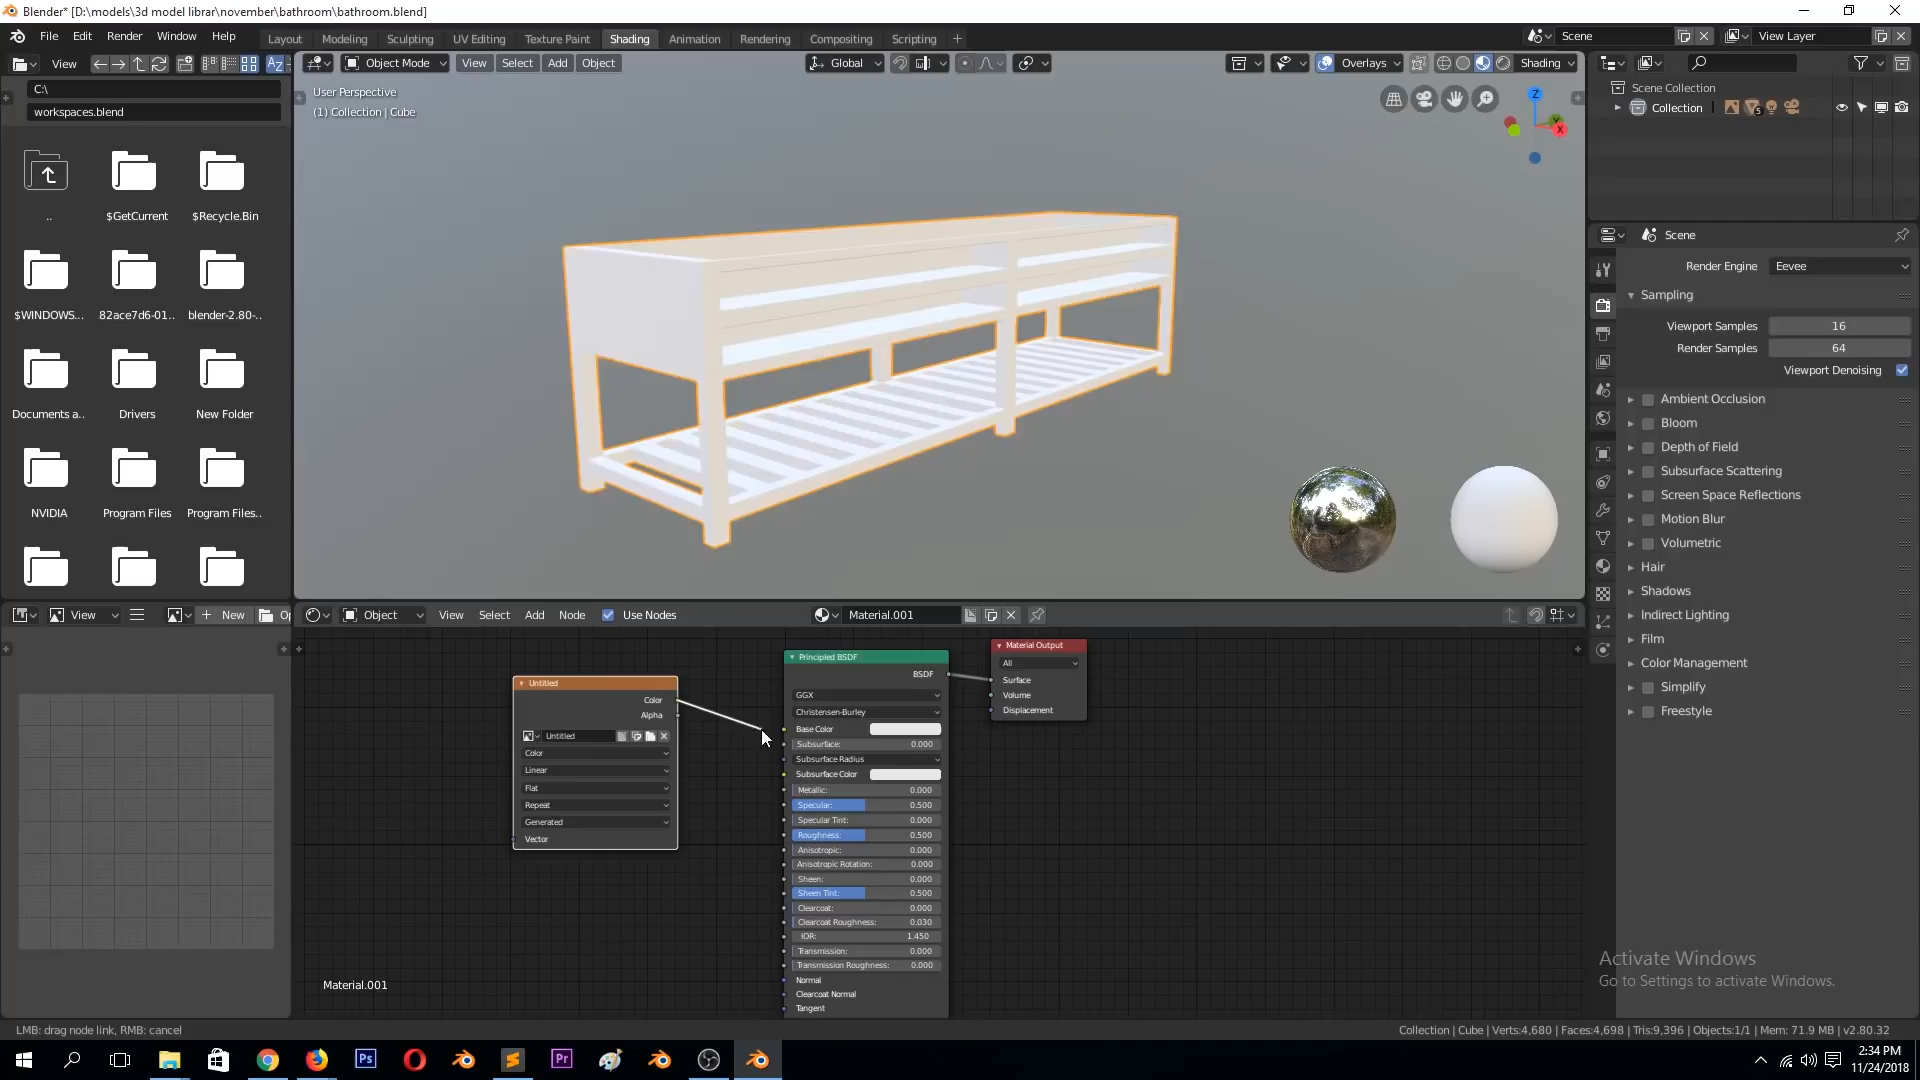 Blender* [D:\models\3d model librar\november\bathroom\bathroom.blend]
File Edit Render Window Help
Layout Modeling Sculpting UV Editing Texture Paint Shading Animation Rendering Compositing Scripting
Scene
View Layer
View
C:\
workspaces.blend
..
$GetCurrent
$Recycle.Bin
$WINDOWS...
82ace7d6-01..
blender-2.80-..
Documents a..
Drivers
New Folder
NVIDIA
Program Files
Program Files..
Object Mode View Select Add Object
Global
Overlays
Shading
User Perspective
(1) Collection | Cube
Z
Y
X
Scene Collection
Collection
5
Scene
Render Engine Eevee
Sampling
Viewport Samples 16
Render Samples 64
Viewport Denoising
Ambient Occlusion
Bloom
Depth of Field
Subsurface Scattering
Screen Space Reflections
Motion Blur
Volumetric
Hair
Shadows
Indirect Lighting
Film
Color Management
Simplify
Freestyle
View
New
Op
Object View Select Add Node Use Nodes
Material.001
Untitled
Color
Alpha
Untitled
Color
Linear
Flat
Repeat
Generated
Vector
Principled BSDF
BSDF
GGX
Christensen-Burley
Base Color
Subsurface: 0.000
Subsurface Radius
Subsurface Color
Metallic: 0.000
Specular: 0.500
Specular Tint: 0.000
Roughness: 0.500
Anisotropic: 0.000
Anisotropic Rotation: 0.000
Sheen: 0.000
Sheen Tint: 0.500
Clearcoat: 0.000
Clearcoat Roughness: 0.030
IOR: 1.450
Transmission: 0.000
Transmission Roughness: 0.000
Normal
Clearcoat Normal
Tangent
Material Output
All
Surface
Volume
Displacement
Material.001
Activate Windows
Go to Settings to activate Windows.
LMB: drag node link, RMB: cancel
Collection | Cube | Verts:4,680 | Faces:4,698 | Tris:9,396 | Objects:1/1 | Mem: 71.9 MB | v2.80.32
Ps
Pr
2:34 PM
11/24/2018